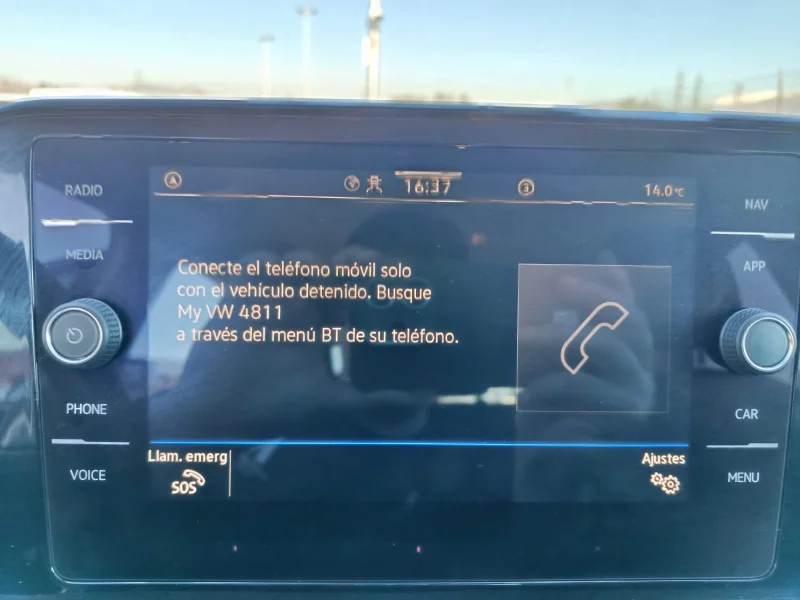 RADIO
MEDIA
PHONE
VOICE
16:37
3
14.0°C
Conecte el teléfono móvil solo
con el vehículo detenido. Busque
My VW 4811
a través del menú BT de su teléfono.
Llam. emerg
SOS
Ajustes
NAV
APP
CAR
MENU